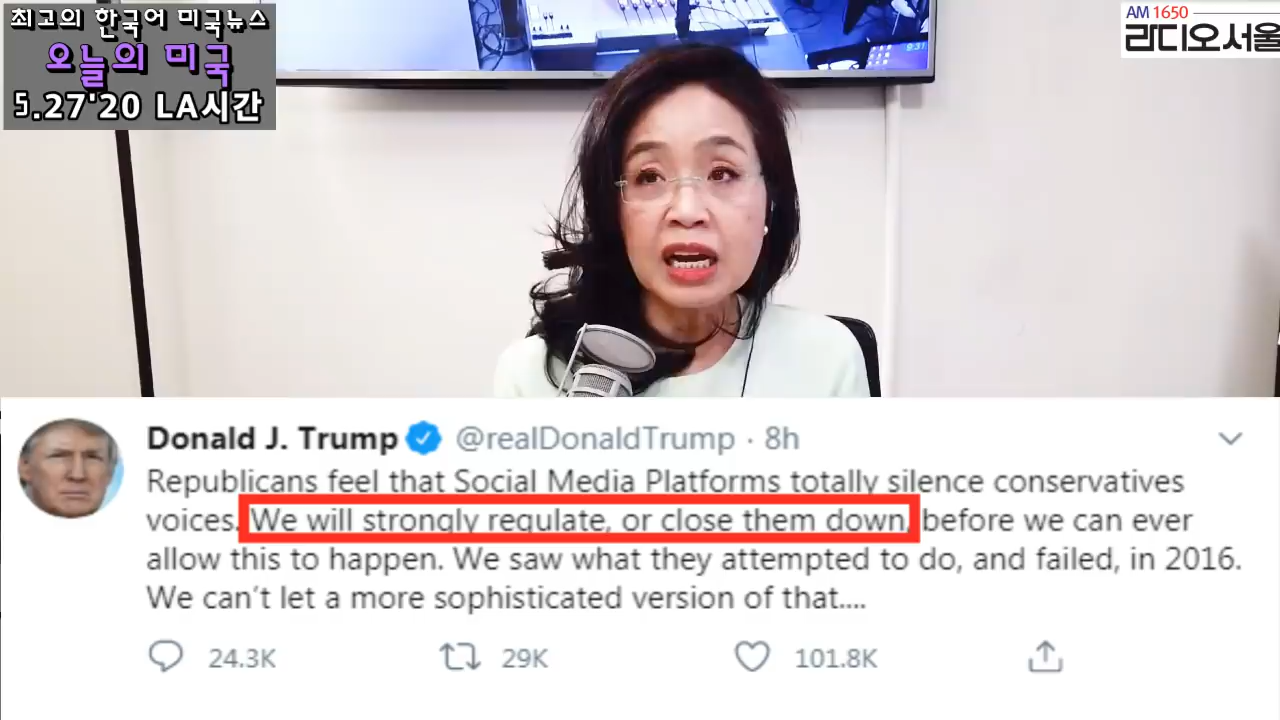 최고의 한국어 미국뉴스
오늘의 미국
5.27'20 LA시간
AM 1650
라디오서울
9:31
Donald J. Trump @realDonaldTrump · 8h
Republicans feel that Social Media Platforms totally silence conservatives
voices. We will strongly regulate, or close them down, before we can ever
allow this to happen. We saw what they attempted to do, and failed, in 2016.
We can't let a more sophisticated version of that....
24.3K 29K 101.8K